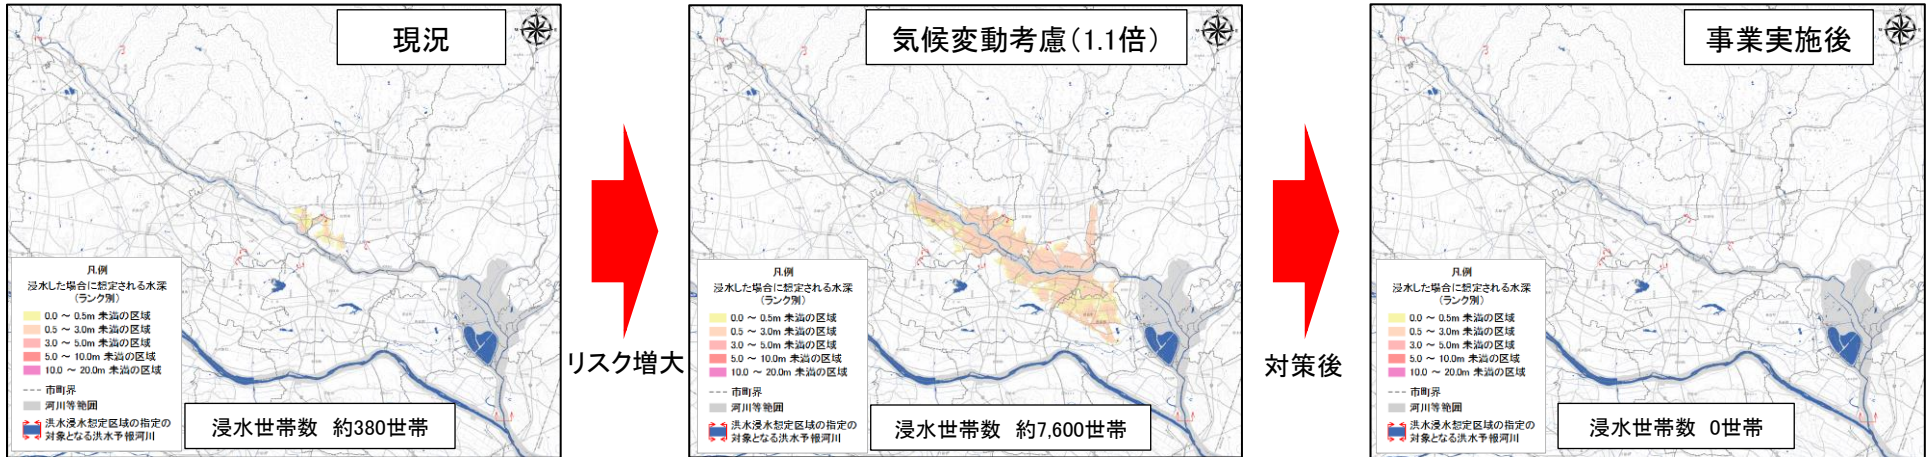 現況
凡例
浸水した場合に想定される水深
(ランク別)
0.0 ～ 0.5m 未満の区域
0.5 ～ 3.0m 未満の区域
3.0 ～ 5.0m 未満の区域
5.0 ～ 10.0m 未満の区域
10.0 ～ 20.0m 未満の区域
市町界
河川等範囲
洪水浸水想定区域の指定の
対象となる洪水予報河川
浸水世帯数 約380世帯
リスク増大
気候変動考慮(1.1倍)
凡例
浸水した場合に想定される水深
(ランク別)
0.0 ～ 0.5m 未満の区域
0.5 ～ 3.0m 未満の区域
3.0 ～ 5.0m 未満の区域
5.0 ～ 10.0m 未満の区域
10.0 ～ 20.0m 未満の区域
市町界
河川等範囲
洪水浸水想定区域の指定の
対象となる洪水予報河川
浸水世帯数 約7,600世帯
対策後
事業実施後
凡例
浸水した場合に想定される水深
(ランク別)
0.0 ～ 0.5m 未満の区域
0.5 ～ 3.0m 未満の区域
3.0 ～ 5.0m 未満の区域
5.0 ～ 10.0m 未満の区域
10.0 ～ 20.0m 未満の区域
市町界
河川等範囲
洪水浸水想定区域の指定の
対象となる洪水予報河川
浸水世帯数 0世帯